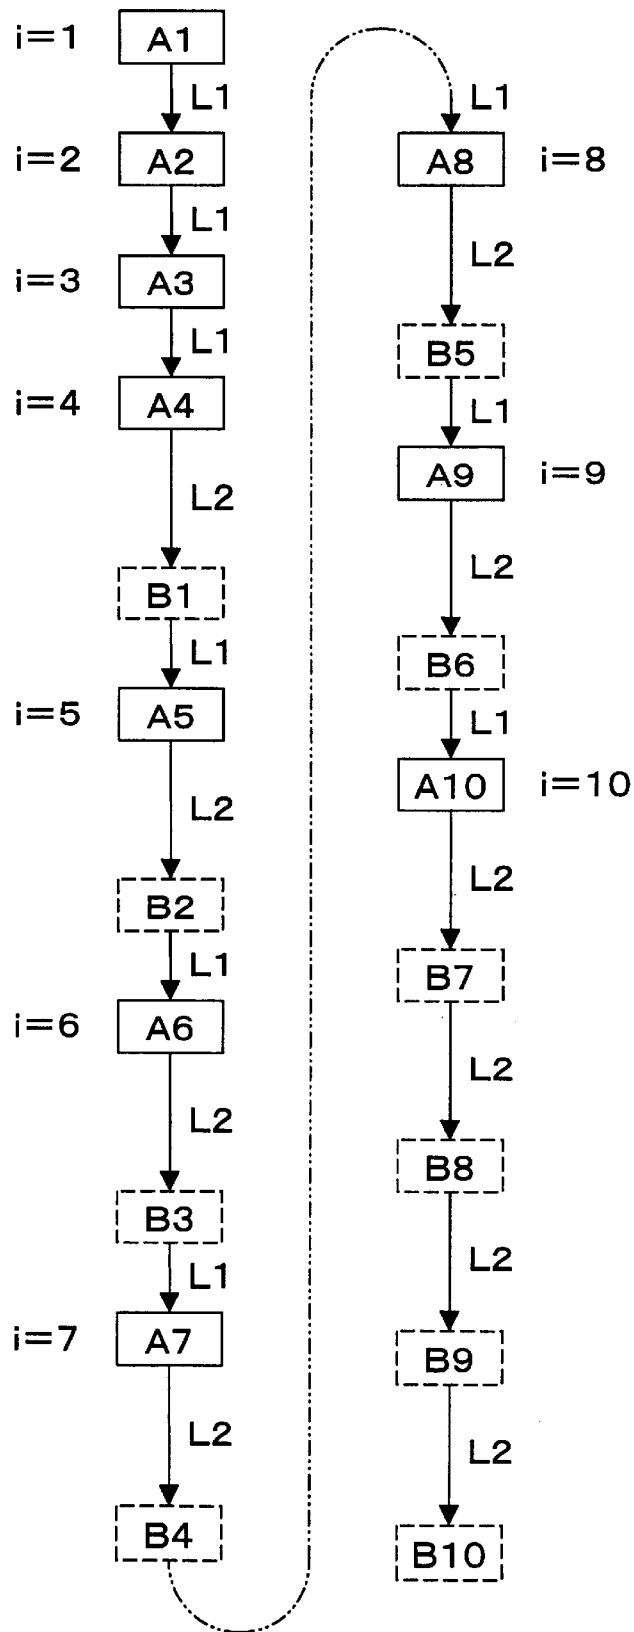 i=1 A1
L1
i=2 A2
L1
i=3 A3
L1
i=4 A4
L2
B1
L1
i=5 A5
L2
B2
L1
i=6 A6
L2
B3
L1
i=7 A7
L2
B4
L1
A8 i=8
L2
B5
L1
A9 i=9
L2
B6
L1
A10 i=10
L2
B7
L2
B8
L2
B9
L2
B10